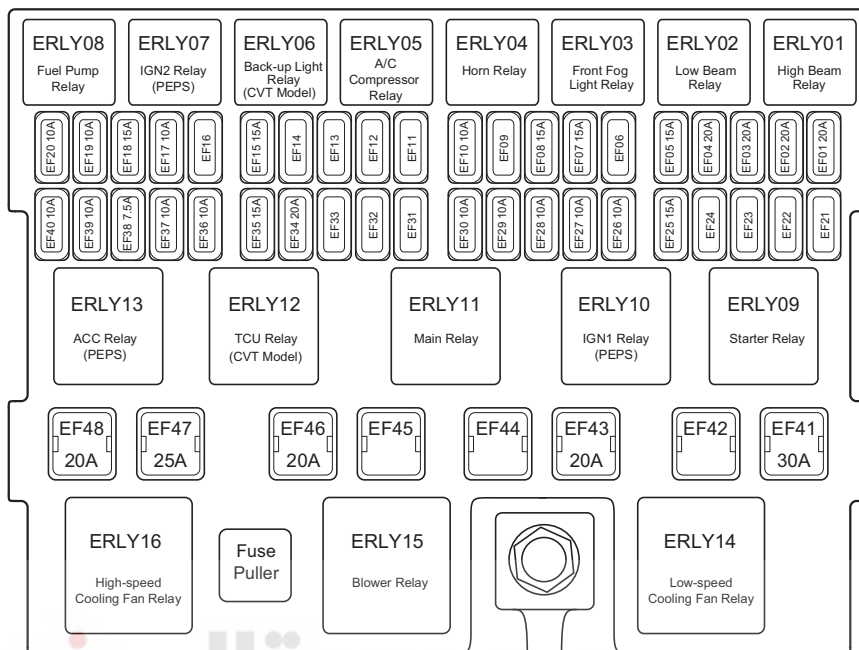 ERLY08
Fuel Pump
Relay
ERLY07
IGN2 Relay
(PEPS)
ERLY06
Back-up Light
Relay
(CVT Model)
ERLY05
A/C
Compressor
Relay
ERLY04
Horn Relay
ERLY03
Front Fog
Light Relay
ERLY02
Low Beam
Relay
ERLY01
High Beam
Relay
EF20 10A
EF19 10A
EF18 15A
EF17 10A
EF16
EF15 15A
EF14
EF13
EF12
EF11
EF10 10A
EF09
EF08 15A
EF07 15A
EF06
EF05 15A
EF04 20A
EF03 20A
EF02 20A
EF01 20A
EF40 10A
EF39 10A
EF38 7.5A
EF37 10A
EF36 10A
EF35 15A
EF34 20A
EF33
EF32
EF31
EF30 10A
EF29 10A
EF28 10A
EF27 10A
EF26 10A
EF25 15A
EF24
EF23
EF22
EF21
ERLY13
ACC Relay
(PEPS)
ERLY12
TCU Relay
(CVT Model)
ERLY11
Main Relay
ERLY10
IGN1 Relay
(PEPS)
ERLY09
Starter Relay
EF48
20A
EF47
25A
EF46
20A
EF45
EF44
EF43
20A
EF42
EF41
30A
ERLY16
High-speed
Cooling Fan Relay
Fuse
Puller
ERLY15
Blower Relay
ERLY14
Low-speed
Cooling Fan Relay